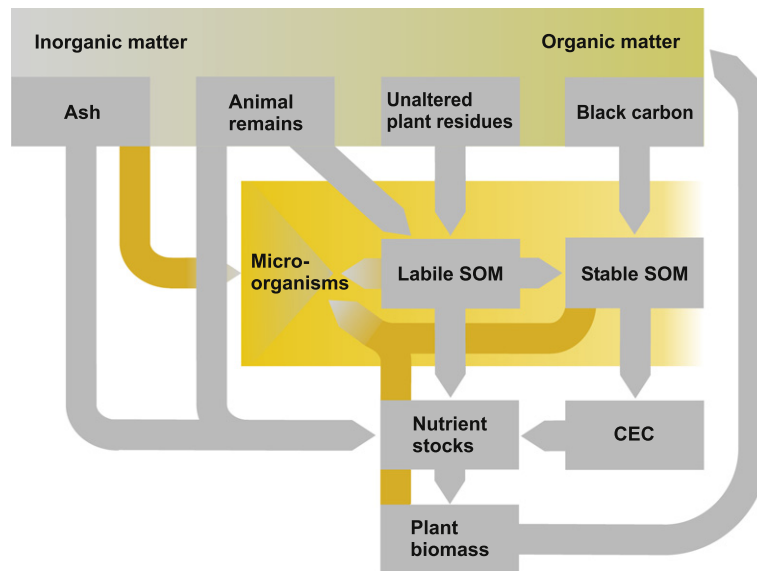 Inorganic matter
Organic matter
Ash
Animal
remains
Unaltered
plant residues
Black carbon
Micro-
organisms
Labile SOM
Stable SOM
Nutrient
stocks
CEC
Plant
biomass